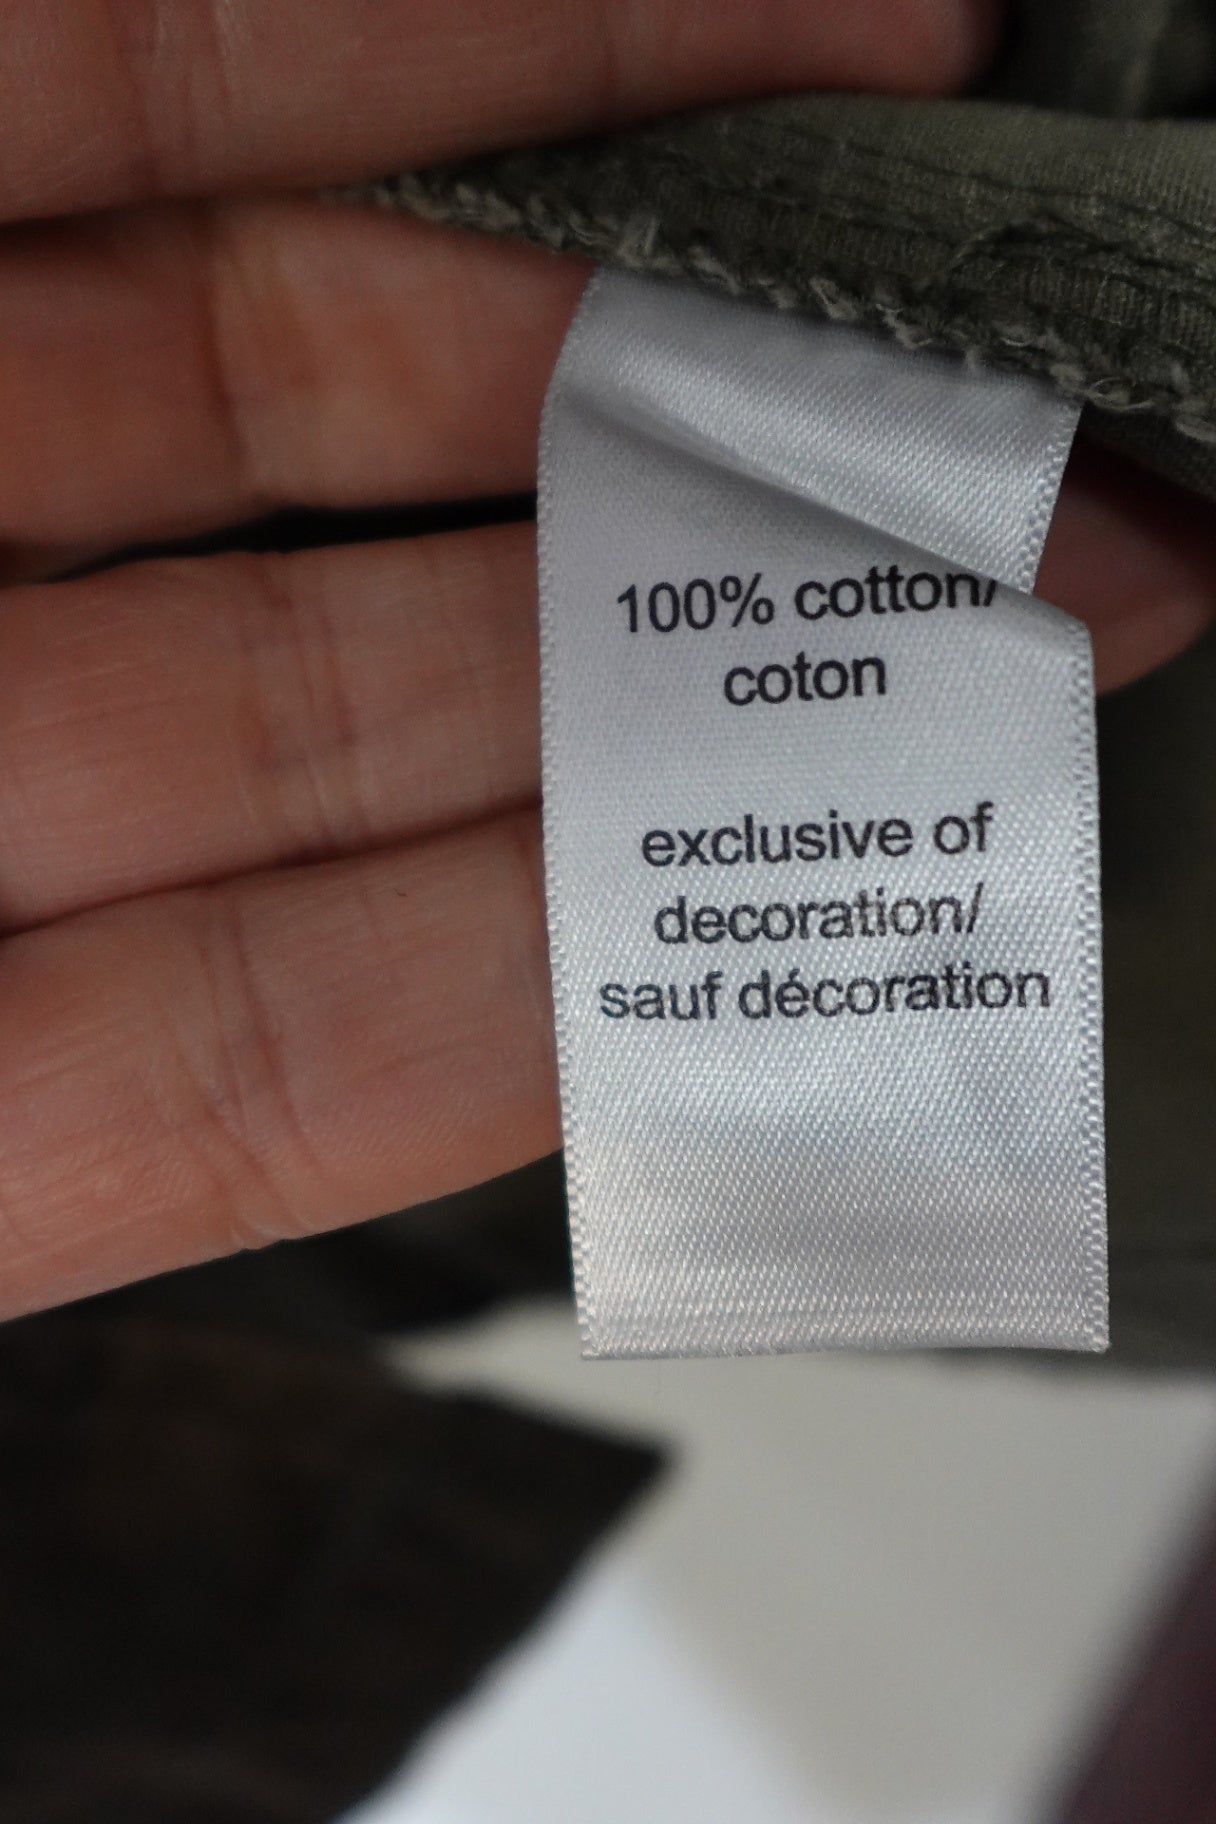 100% cotton/
coton
exclusive of
decoration/
sauf décoration